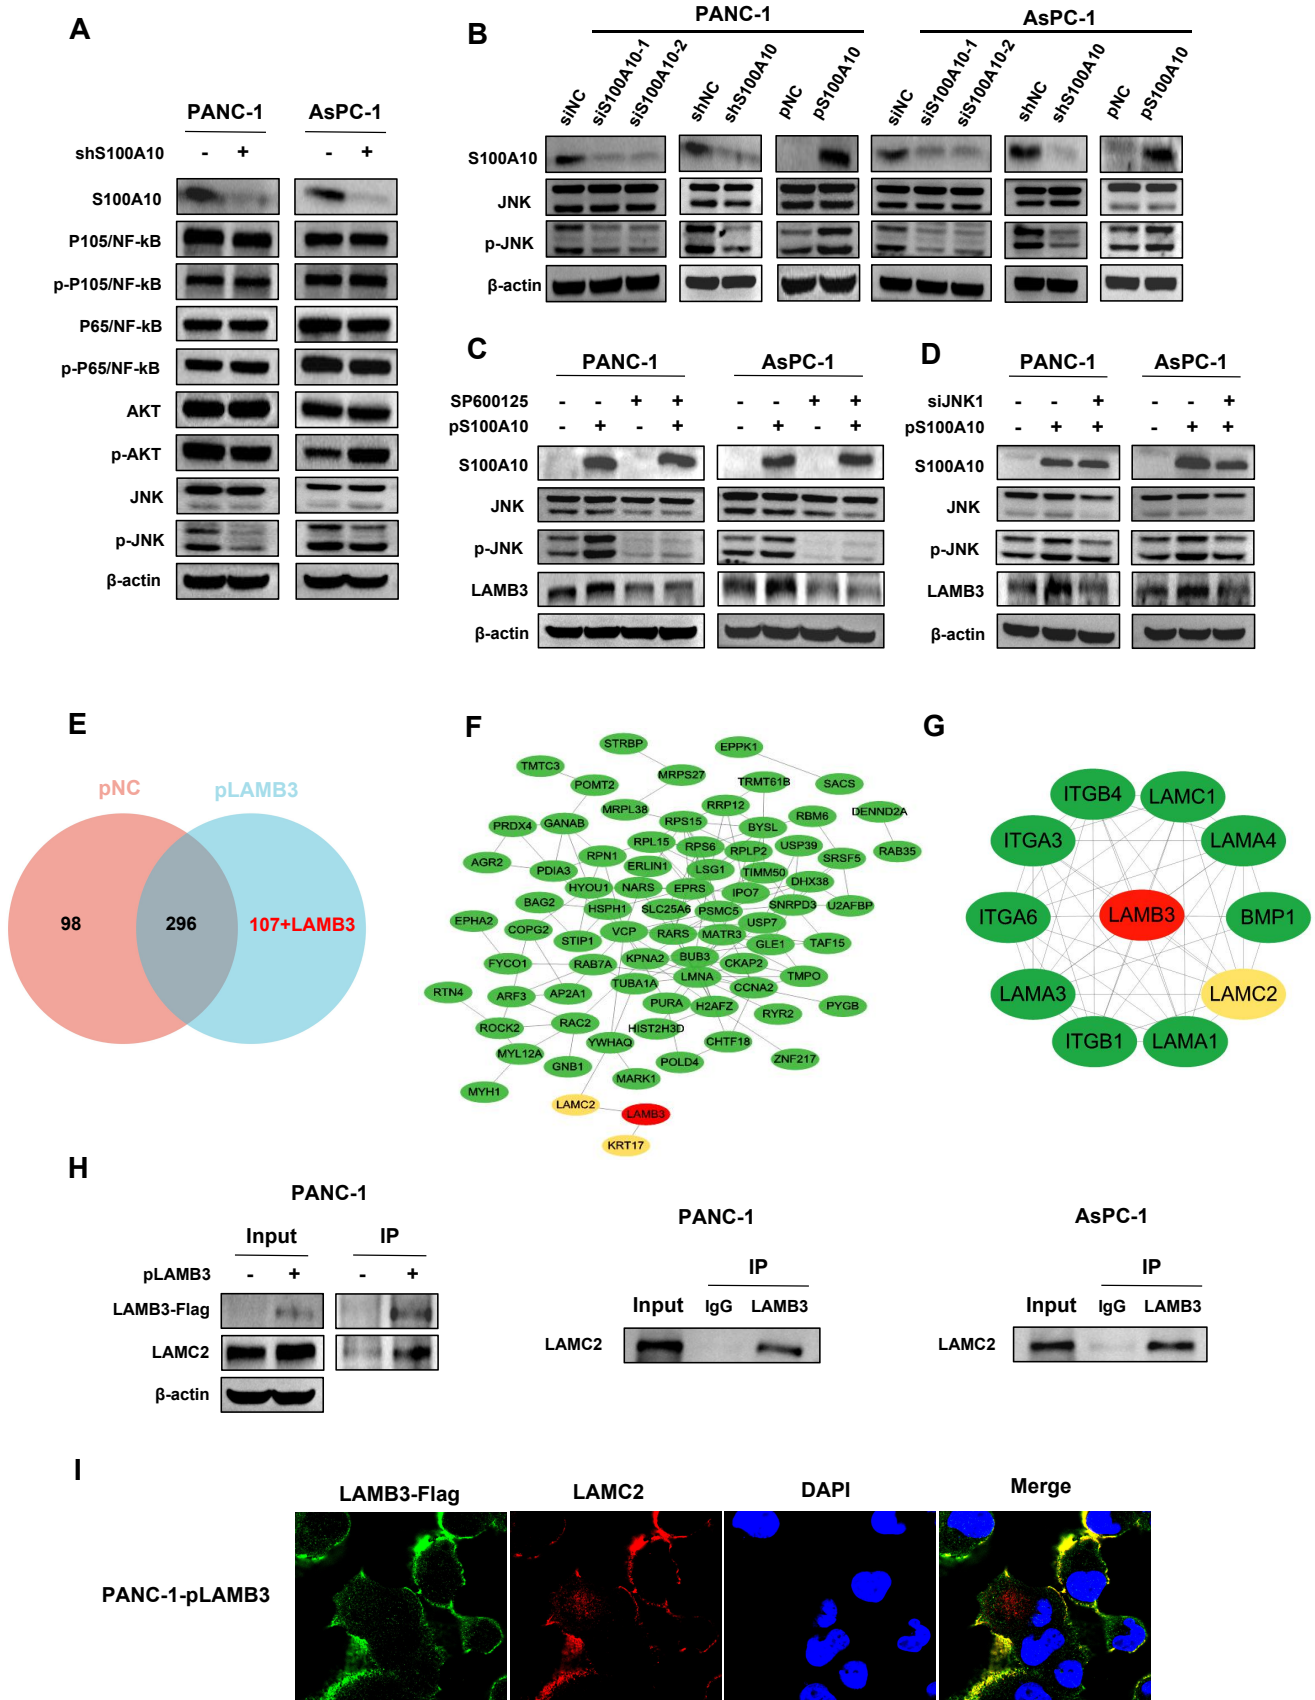 A
PANC-1 AsPC-1
shS100A10 - + - +
S100A10
P105/NF-kB
p-P105/NF-kB
P65/NF-kB
p-P65/NF-kB
AKT
p-AKT
JNK
p-JNK
β-actin
B
PANC-1 AsPC-1
siNC siS100A10-1 siS100A10-2 shNC shS100A10 pNC pS100A10 siNC siS100A10-1 siS100A10-2 shNC shS100A10 pNC pS100A10
S100A10
JNK
p-JNK
β-actin
C
PANC-1 AsPC-1
SP600125 - - + + - - + +
pS100A10 - + - + - + - +
S100A10
JNK
p-JNK
LAMB3
β-actin
D
PANC-1 AsPC-1
siJNK1 - - + - - +
pS100A10 - + + - + +
S100A10
JNK
p-JNK
LAMB3
β-actin
E
pNC pLAMB3
98 296 107+LAMB3
F
STRBP EPPK1
TMTC3 MRPS27 TRMT61B SACS
POMT2
MRPL38 RRP12 RBM6 DENND2A
PRDX4 GANAB RPS15 BYSL
RPL15 RPS6 RPLP2 USP39 RAB35
AGR2 PDIA3 RPN1 ERLIN1 LSG1 TIMM50 SRSF5
HYOU1 NARS EPRS IPO7 DHX38
BAG2 HSPH1 SLC25A6 PSMC5 SNRPD3 U2AFBP
EPHA2 COPG2 STIP1 VCP RARS MATR3 USP7
GLE1 TAF15
FYCO1 RAB7A KPNA2 BUB3 CKAP2
RTN4 ARF3 AP2A1 TUBA1A LMNA CCNA2 TMPO
PURA H2AFZ RYR2 PYGB
ROCK2 RAC2 HIST2H3D
MYL12A YWHAQ CHTF18
GNB1 POLD4 ZNF217
MYH1 MARK1
LAMC2 LAMB3
KRT17
G
ITGB4 LAMC1
ITGA3 LAMA4
ITGA6 LAMB3 BMP1
LAMA3 LAMC2
ITGB1 LAMA1
H
PANC-1
Input IP
pLAMB3 - + - +
LAMB3-Flag
LAMC2
β-actin
PANC-1
IP
Input IgG LAMB3
LAMC2
AsPC-1
IP
Input IgG LAMB3
LAMC2
I
LAMB3-Flag LAMC2 DAPI Merge
PANC-1-pLAMB3